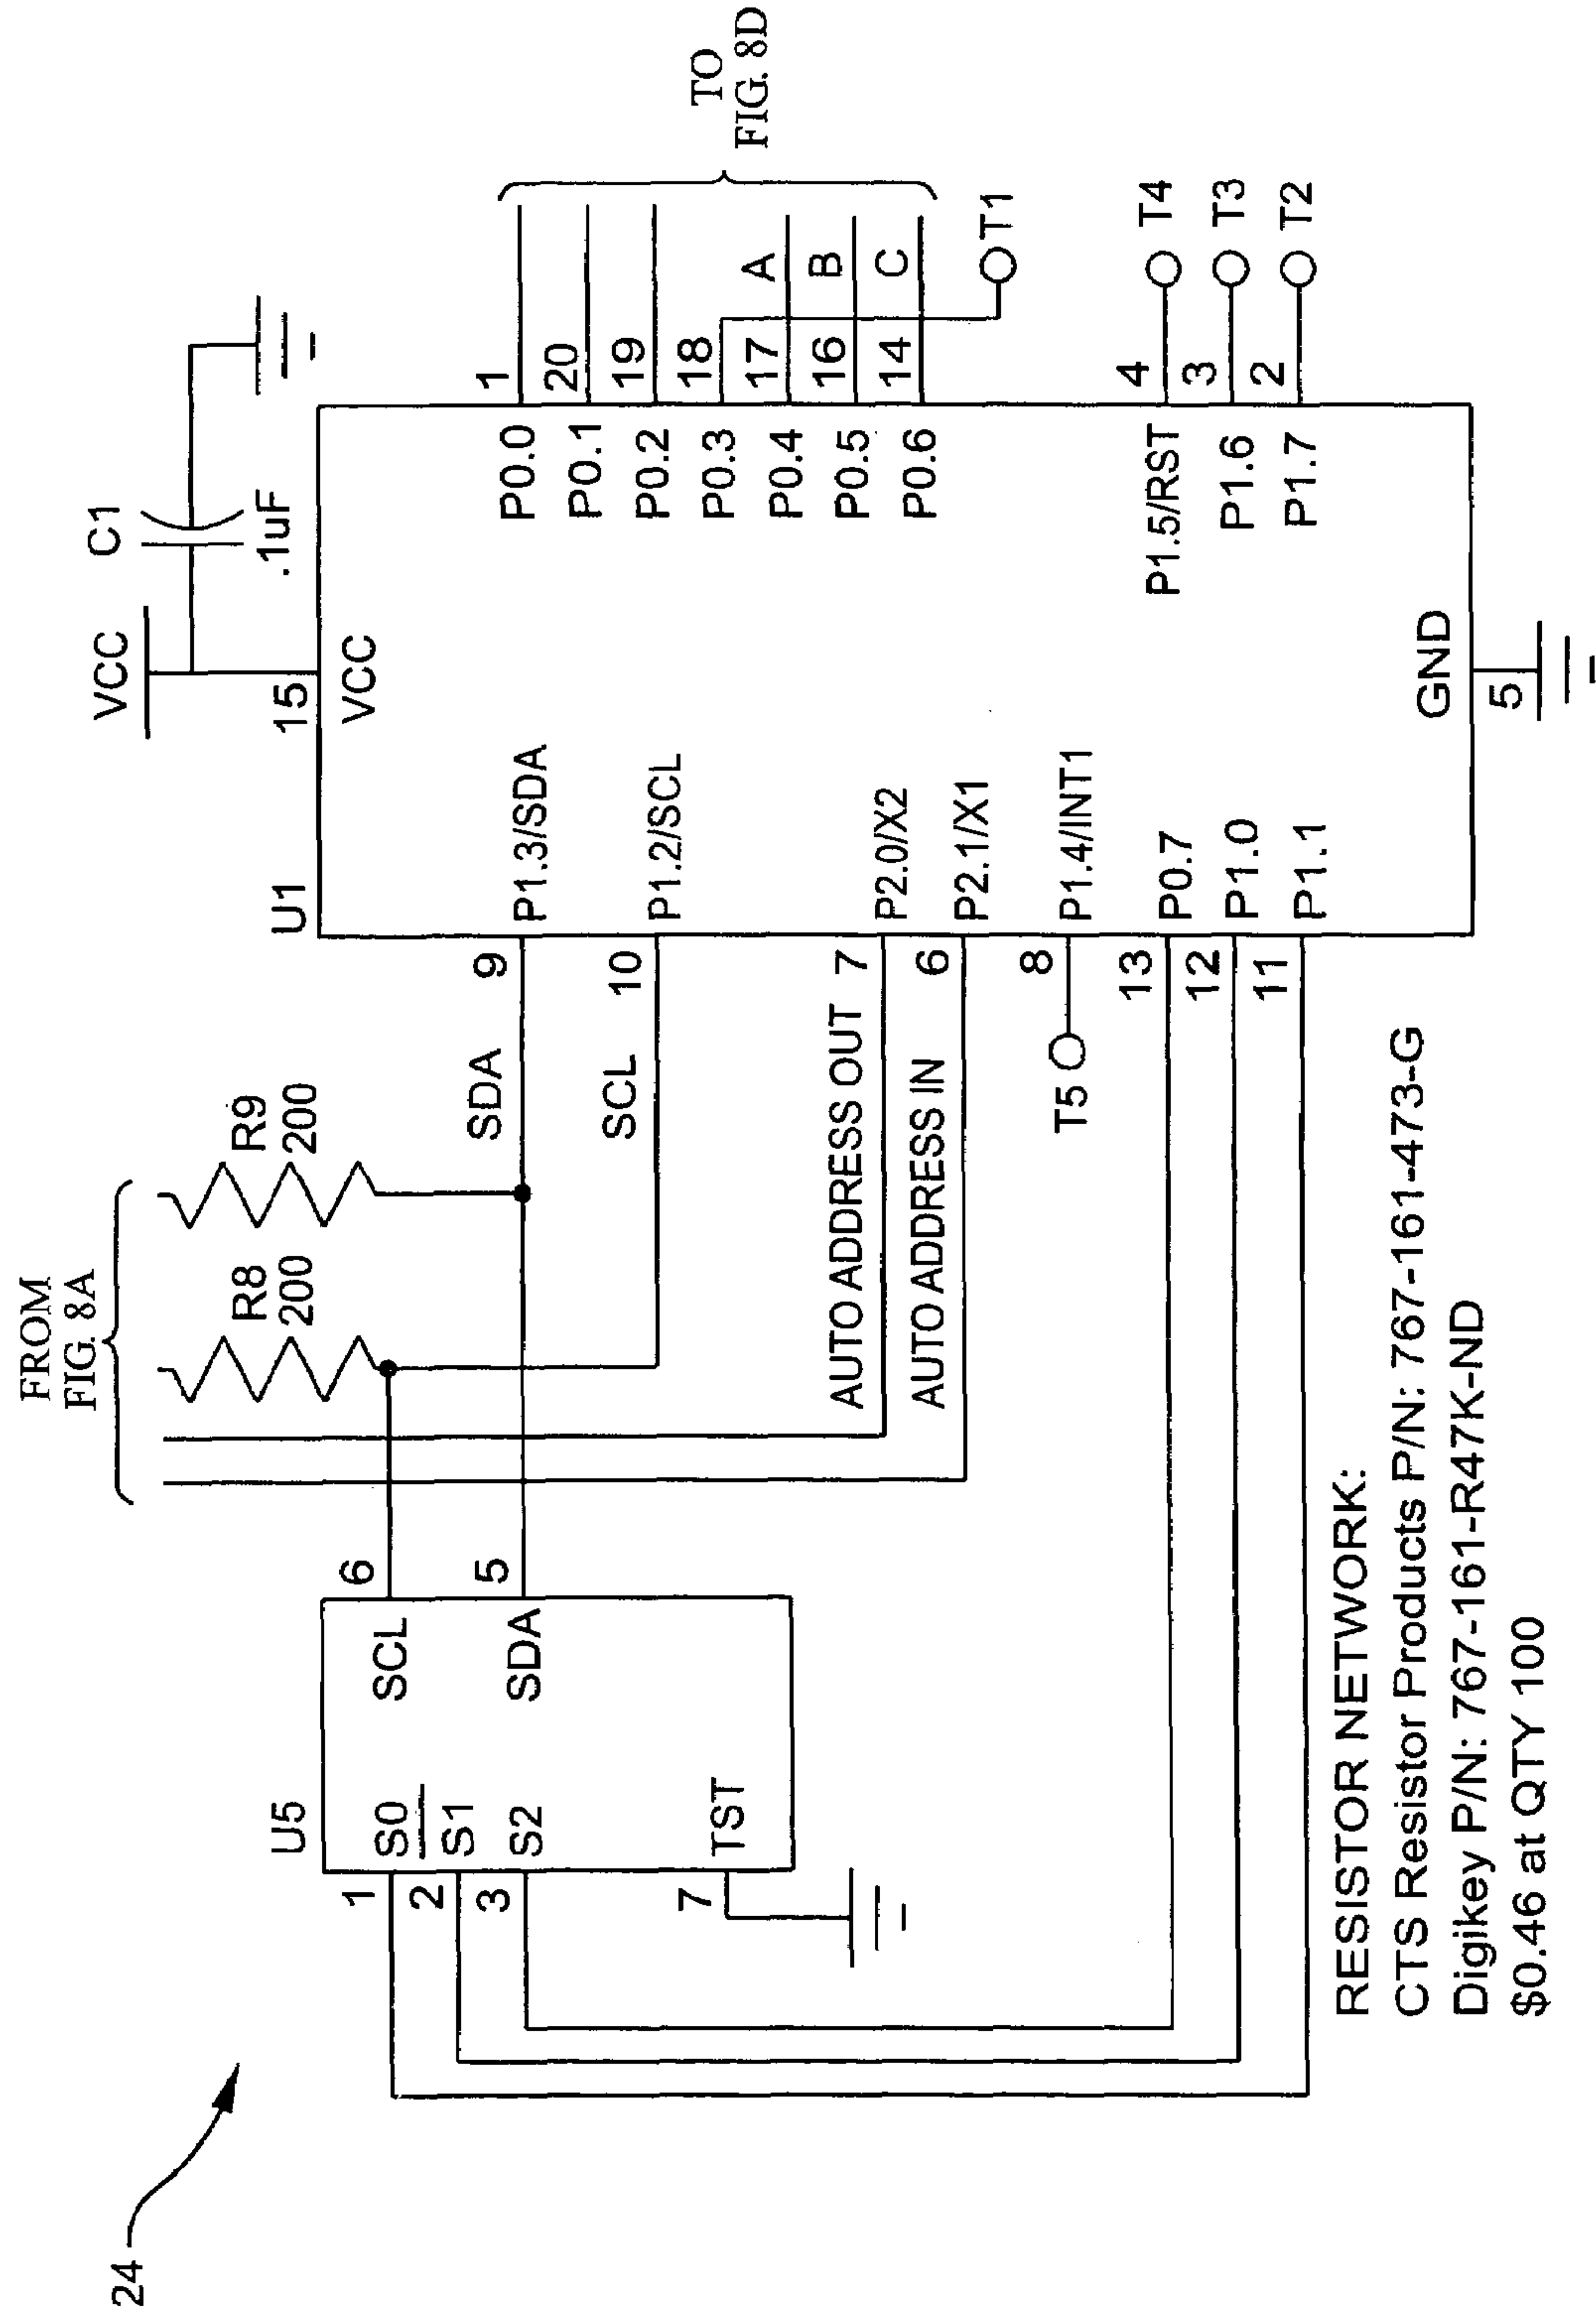 24
FROM
FIG. 8A
R8
200
R9
200
VCC
C1
.1uF
TO
FIG. 8D
U5
1
S0
2
S1
3
S2
7
TST
SCL
6
SDA
5
SDA
SCL
AUTO ADDRESS OUT
AUTO ADDRESS IN
T5
U1
15
VCC
9
P1.3/SDA
10
P1.2/SCL
7
P2.0/X2
6
P2.1/X1
8
P1.4/INT1
13
P0.7
12
P1.0
11
P1.1
GND
5
P0.0
1
P0.1
20
P0.2
19
P0.3
18
P0.4
17
A
P0.5
16
B
P0.6
14
C
T1
P1.5/RST
4
T4
P1.6
3
T3
P1.7
2
T2
RESISTOR NETWORK:
CTS Resistor Products P/N: 767-161-473-G
Digikey P/N: 767-161-R47K-ND
$0.46 at QTY 100